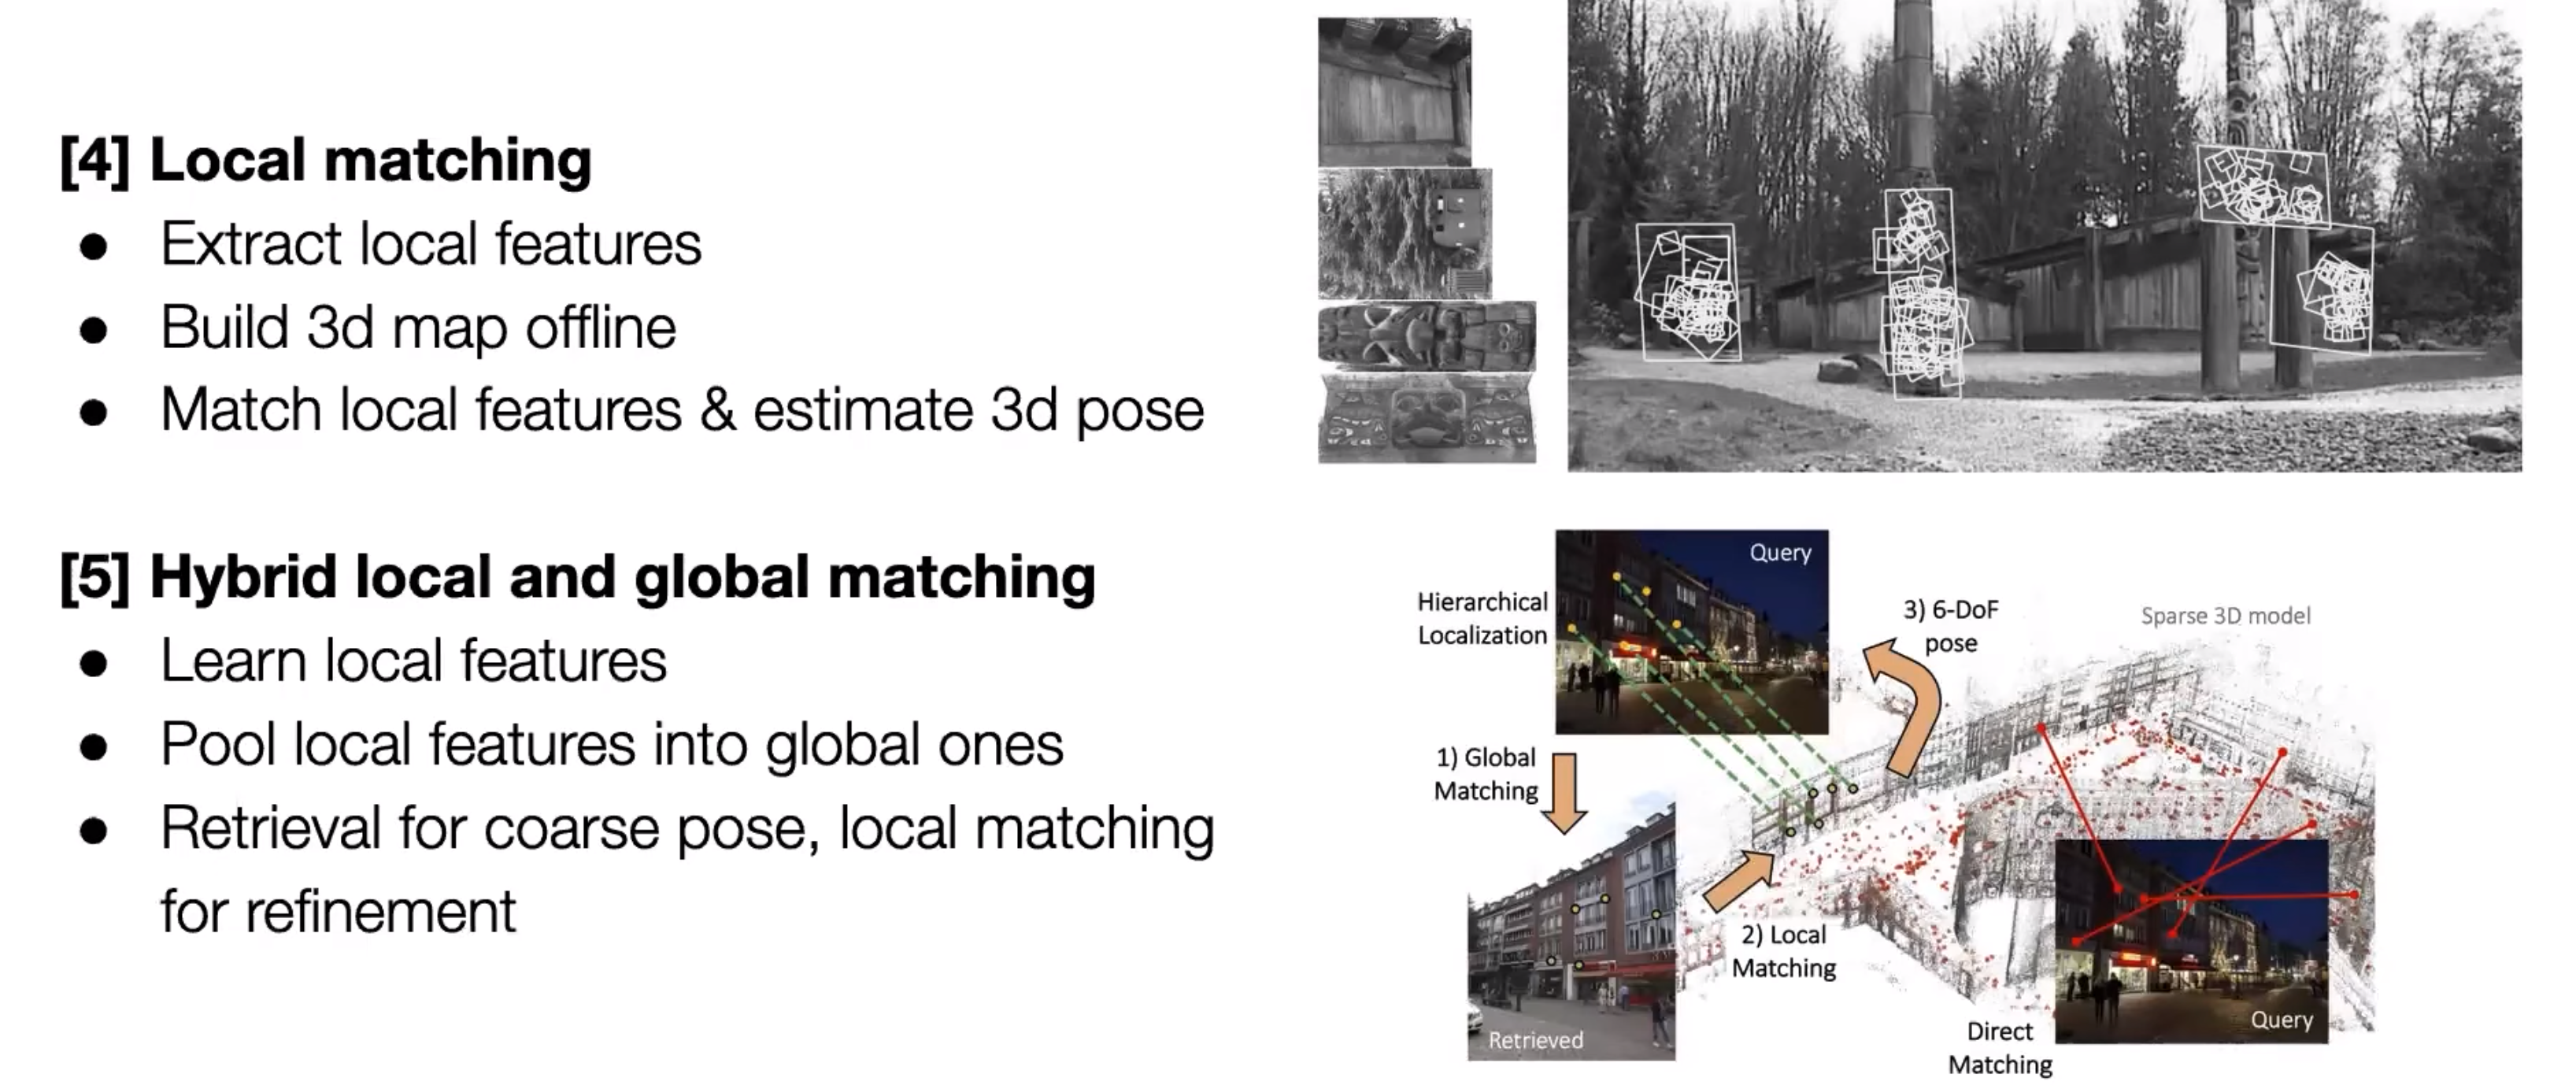 [4] Local matching
● Extract local features
● Build 3d map offline
● Match local features & estimate 3d pose
[5] Hybrid local and global matching
● Learn local features
● Pool local features into global ones
● Retrieval for coarse pose, local matching
for refinement
Query
Hierarchical
Localization
3) 6-DoF
pose
Sparse 3D model
1) Global
Matching
2) Local
Matching
Retrieved
Direct
Matching
Query